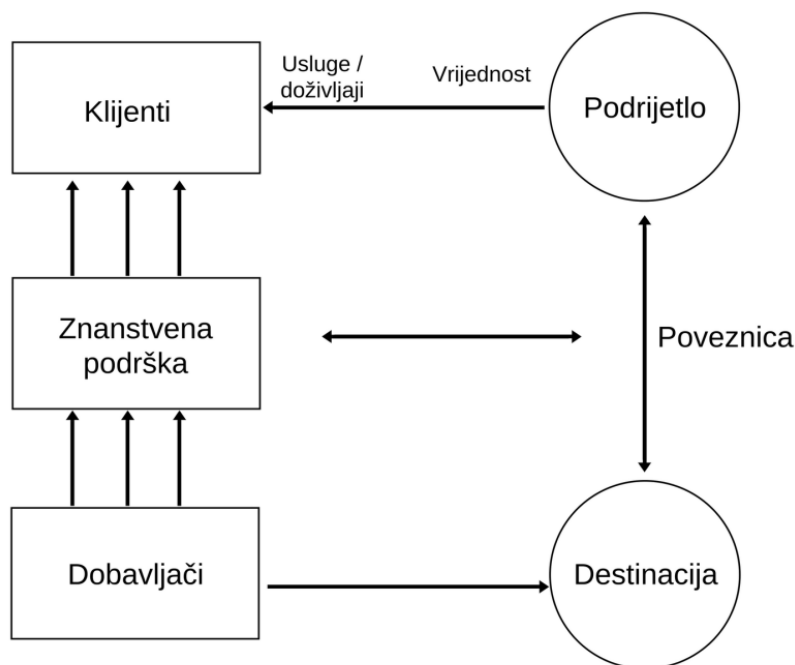 Klijenti
Usluge /
doživljaji
Vrijednost
Podrijetlo
Znanstvena
podrška
Poveznica
Dobavljači
Destinacija